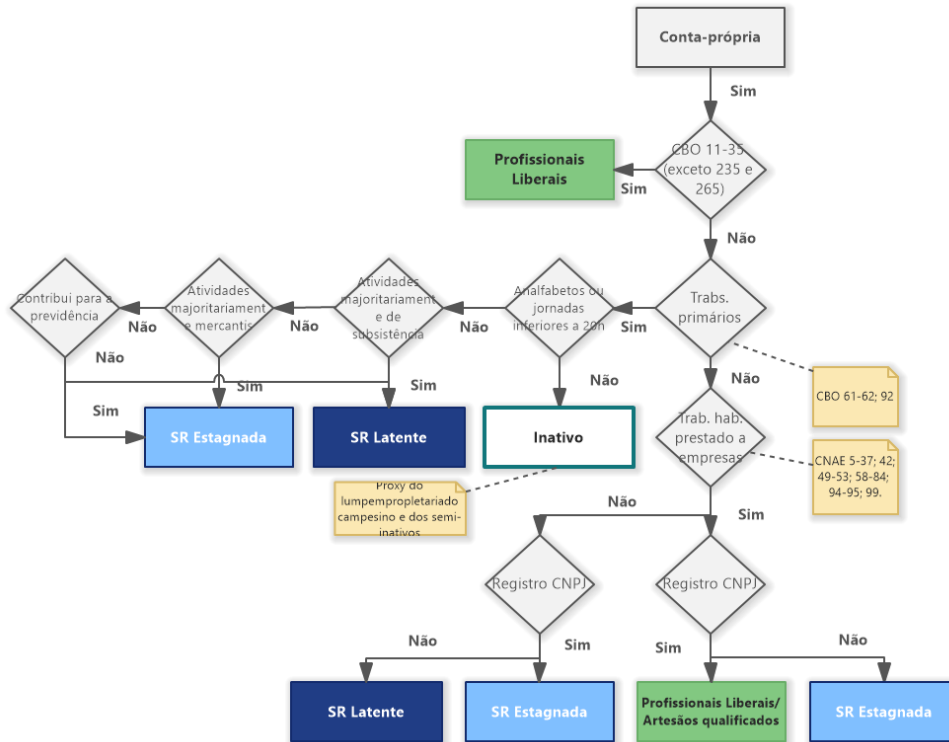 Conta-própria
Sim
CBO 11-35
(exceto 235 e
265)
Profissionais
Liberais
Sim
Não
Trabs.
primários
Sim
Analfabetos ou
jornadas
inferiores a 20h
Não
Atividades
majoritariament
e de
subsistência
Não
Atividades
majoritariament
e mercantis
Não
Contribui para a
previdência
Não
Sim
Sim
Sim
Não
Não
CBO 61-62; 92
SR Estagnada
SR Latente
Inativo
Trab. hab.
prestado a
empresas
CNAE 5-37; 42;
49-53; 58-84;
94-95; 99.
Proxy do
lumpempropletariado
campesino e dos semi-
inativos
Não
Sim
Registro CNPJ
Registro CNPJ
Não
Sim
Sim
Não
SR Latente
SR Estagnada
Profissionais Liberais/
Artesãos qualificados
SR Estagnada